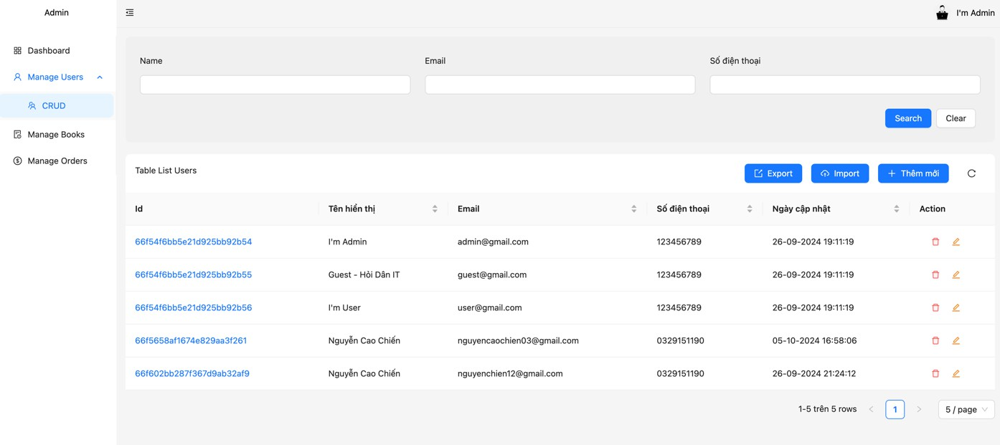 Admin
I'm Admin
Dashboard
Manage Users
CRUD
Manage Books
Manage Orders
Name Email Số điện thoại
Search Clear
Table List Users Export Import Thêm mới
Id Tên hiển thị Email Số điện thoại Ngày cập nhật Action
66f54f6bb5e21d925bb92b54 I'm Admin admin@gmail.com 123456789 26-09-2024 19:11:19
66f54f6bb5e21d925bb92b55 Guest - Hỏi Dân IT guest@gmail.com 123456789 26-09-2024 19:11:19
66f54f6bb5e21d925bb92b56 I'm User user@gmail.com 123456789 26-09-2024 19:11:19
66f5658af1674e829aa3f261 Nguyễn Cao Chiến nguyencaochien03@gmail.com 0329151190 05-10-2024 16:58:06
66f602bb287f367d9ab32af9 Nguyễn Cao Chiến nguyenchien12@gmail.com 0329151190 26-09-2024 21:24:12
1-5 trên 5 rows 1 5 / page